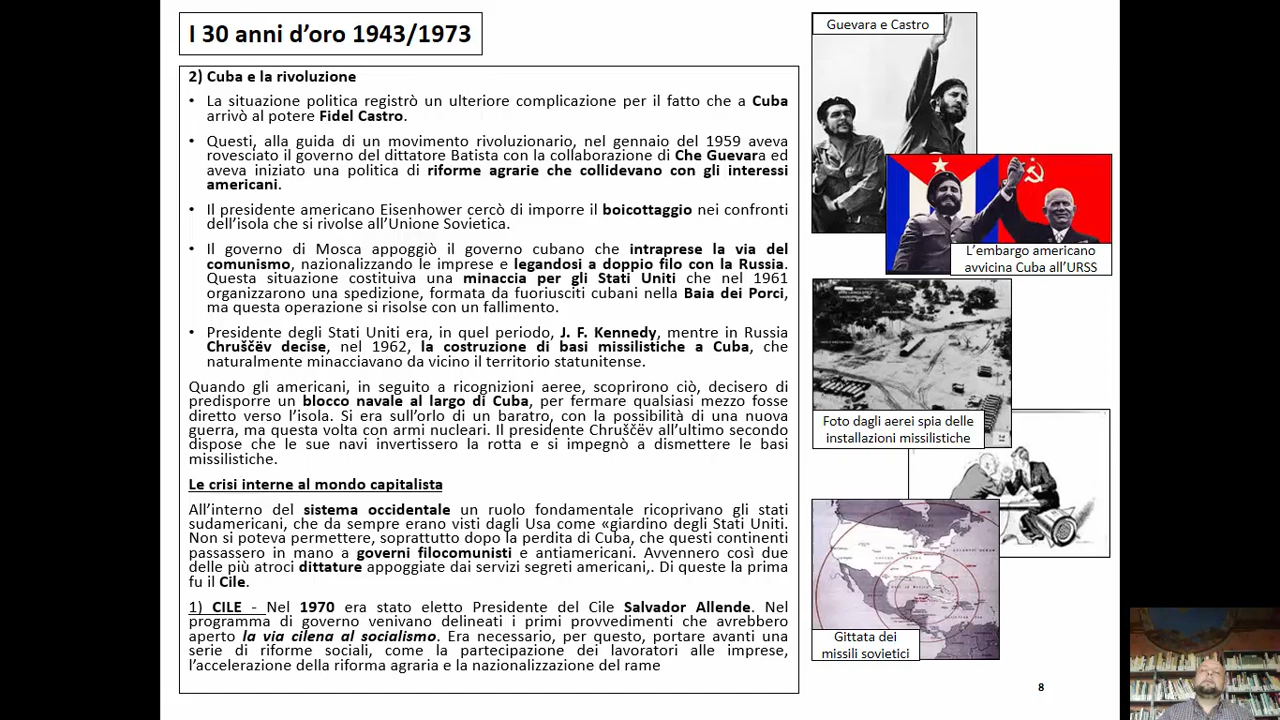 I 30 anni d’oro 1943/1973
2) Cuba e la rivoluzione
• La situazione politica registrò un ulteriore complicazione per il fatto che a Cuba
arrivò al potere Fidel Castro.
• Questi, alla guida di un movimento rivoluzionario, nel gennaio del 1959 aveva
rovesciato il governo del dittatore Batista con la collaborazione di Che Guevara ed
aveva iniziato una politica di riforme agrarie che collidevano con gli interessi
americani.
• Il presidente americano Eisenhower cercò di imporre il boicottaggio nei confronti
dell’isola che si rivolse all’Unione Sovietica.
• Il governo di Mosca appoggiò il governo cubano che intraprese la via del
comunismo, nazionalizzando le imprese e legandosi a doppio filo con la Russia.
Questa situazione costituiva una minaccia per gli Stati Uniti che nel 1961
organizzarono una spedizione, formata da fuoriusciti cubani nella Baia dei Porci,
ma questa operazione si risolse con un fallimento.
• Presidente degli Stati Uniti era, in quel periodo, J. F. Kennedy, mentre in Russia
Chruščëv decise, nel 1962, la costruzione di basi missilistiche a Cuba, che
naturalmente minacciavano da vicino il territorio statunitense.
Quando gli americani, in seguito a ricognizioni aeree, scoprirono ciò, decisero di
predisporre un blocco navale al largo di Cuba, per fermare qualsiasi mezzo fosse
diretto verso l’isola. Si era sull’orlo di un baratro, con la possibilità di una nuova
guerra, ma questa volta con armi nucleari. Il presidente Chruščëv all’ultimo secondo
dispose che le sue navi invertissero la rotta e si impegnò a dismettere le basi
missilistiche.
Le crisi interne al mondo capitalista
All’interno del sistema occidentale un ruolo fondamentale ricoprivano gli stati
sudamericani, che da sempre erano visti dagli Usa come «giardino degli Stati Uniti.
Non si poteva permettere, soprattutto dopo la perdita di Cuba, che questi continenti
passassero in mano a governi filocomunisti e antiamericani. Avvennero così due
delle più atroci dittature appoggiate dai servizi segreti americani,. Di queste la prima
fu il Cile.
1) CILE - Nel 1970 era stato eletto Presidente del Cile Salvador Allende. Nel
programma di governo venivano delineati i primi provvedimenti che avrebbero
aperto la via cilena al socialismo. Era necessario, per questo, portare avanti una
serie di riforme sociali, come la partecipazione dei lavoratori alle imprese,
l’accelerazione della riforma agraria e la nazionalizzazione del rame
Guevara e Castro
L’embargo americano
avvicina Cuba all’URSS
Foto dagli aerei spia delle
installazioni missilistiche
Gittata dei
missili sovietici
8